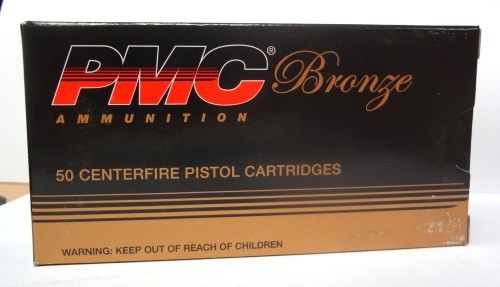 PMC® Bronze
AMMUNITION
50 CENTERFIRE PISTOL CARTRIDGES
WARNING: KEEP OUT OF REACH OF CHILDREN